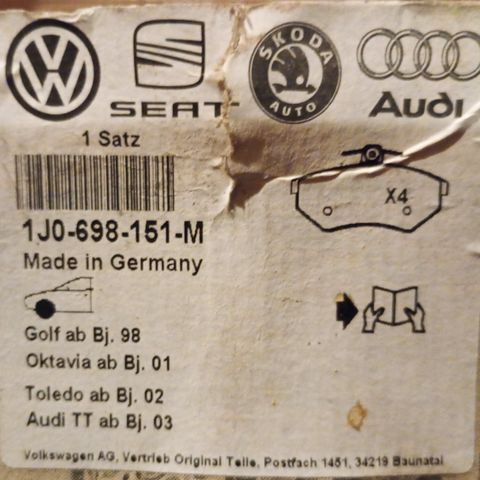 VW
SEAT
SKODA
AUTO
Audi
1 Satz
X4
1J0-698-151-M
Made in Germany
Golf ab Bj. 98
Oktavia ab Bj. 01
Toledo ab Bj. 02
Audi TT ab Bj. 03
Volkswagen AG, Vertrieb Original Teile, Postfach 1451, 34219 Baunatal